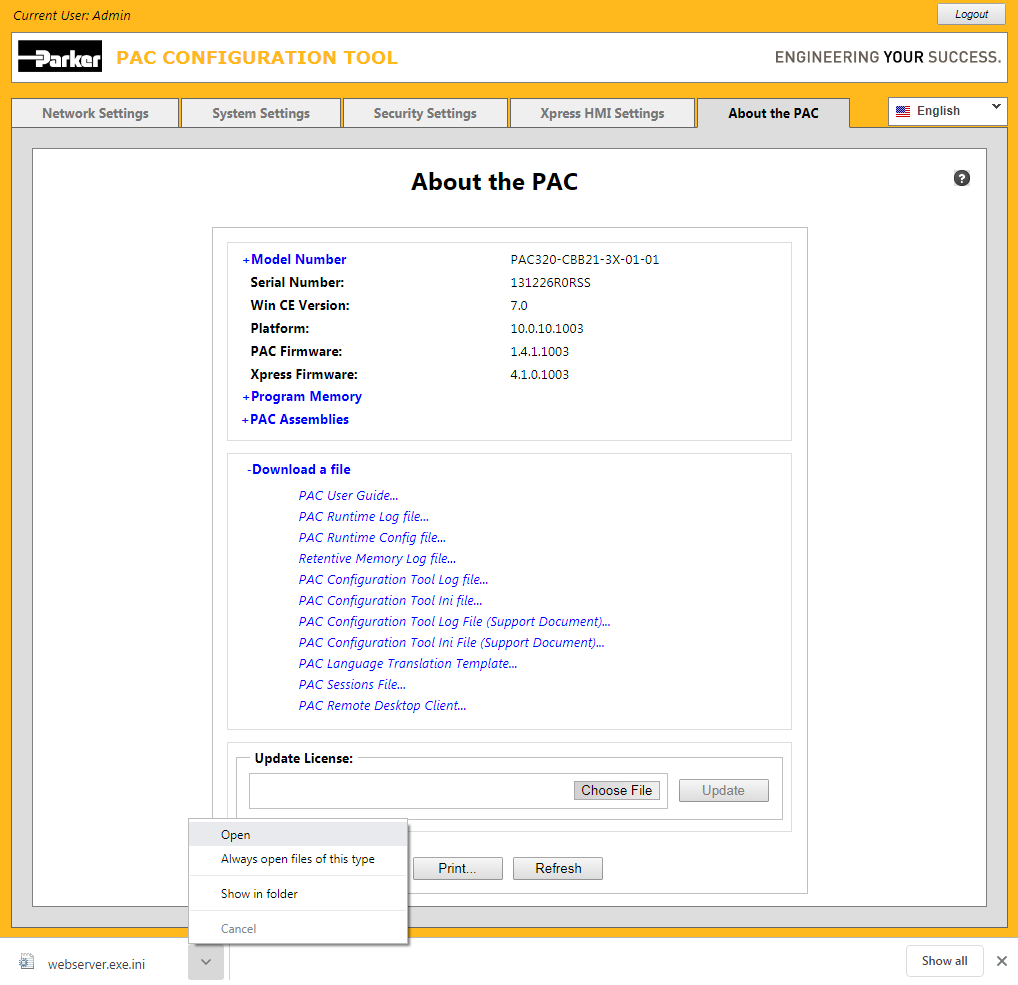 Current User: Admin
Logout
Parker PAC CONFIGURATION TOOL ENGINEERING YOUR SUCCESS.
Network Settings System Settings Security Settings Xpress HMI Settings About the PAC English
About the PAC ?
+Model Number PAC320-CBB21-3X-01-01
Serial Number: 131226R0RSS
Win CE Version: 7.0
Platform: 10.0.10.1003
PAC Firmware: 1.4.1.1003
Xpress Firmware: 4.1.0.1003
+Program Memory
+PAC Assemblies
-Download a file
PAC User Guide...
PAC Runtime Log file...
PAC Runtime Config file...
Retentive Memory Log file...
PAC Configuration Tool Log file...
PAC Configuration Tool Ini file...
PAC Configuration Tool Log File (Support Document)...
PAC Configuration Tool Ini File (Support Document)...
PAC Language Translation Template...
PAC Sessions File...
PAC Remote Desktop Client...
Update License:
Choose File Update
Print... Refresh
Open
Always open files of this type
Show in folder
Cancel
webserver.exe.ini Show all